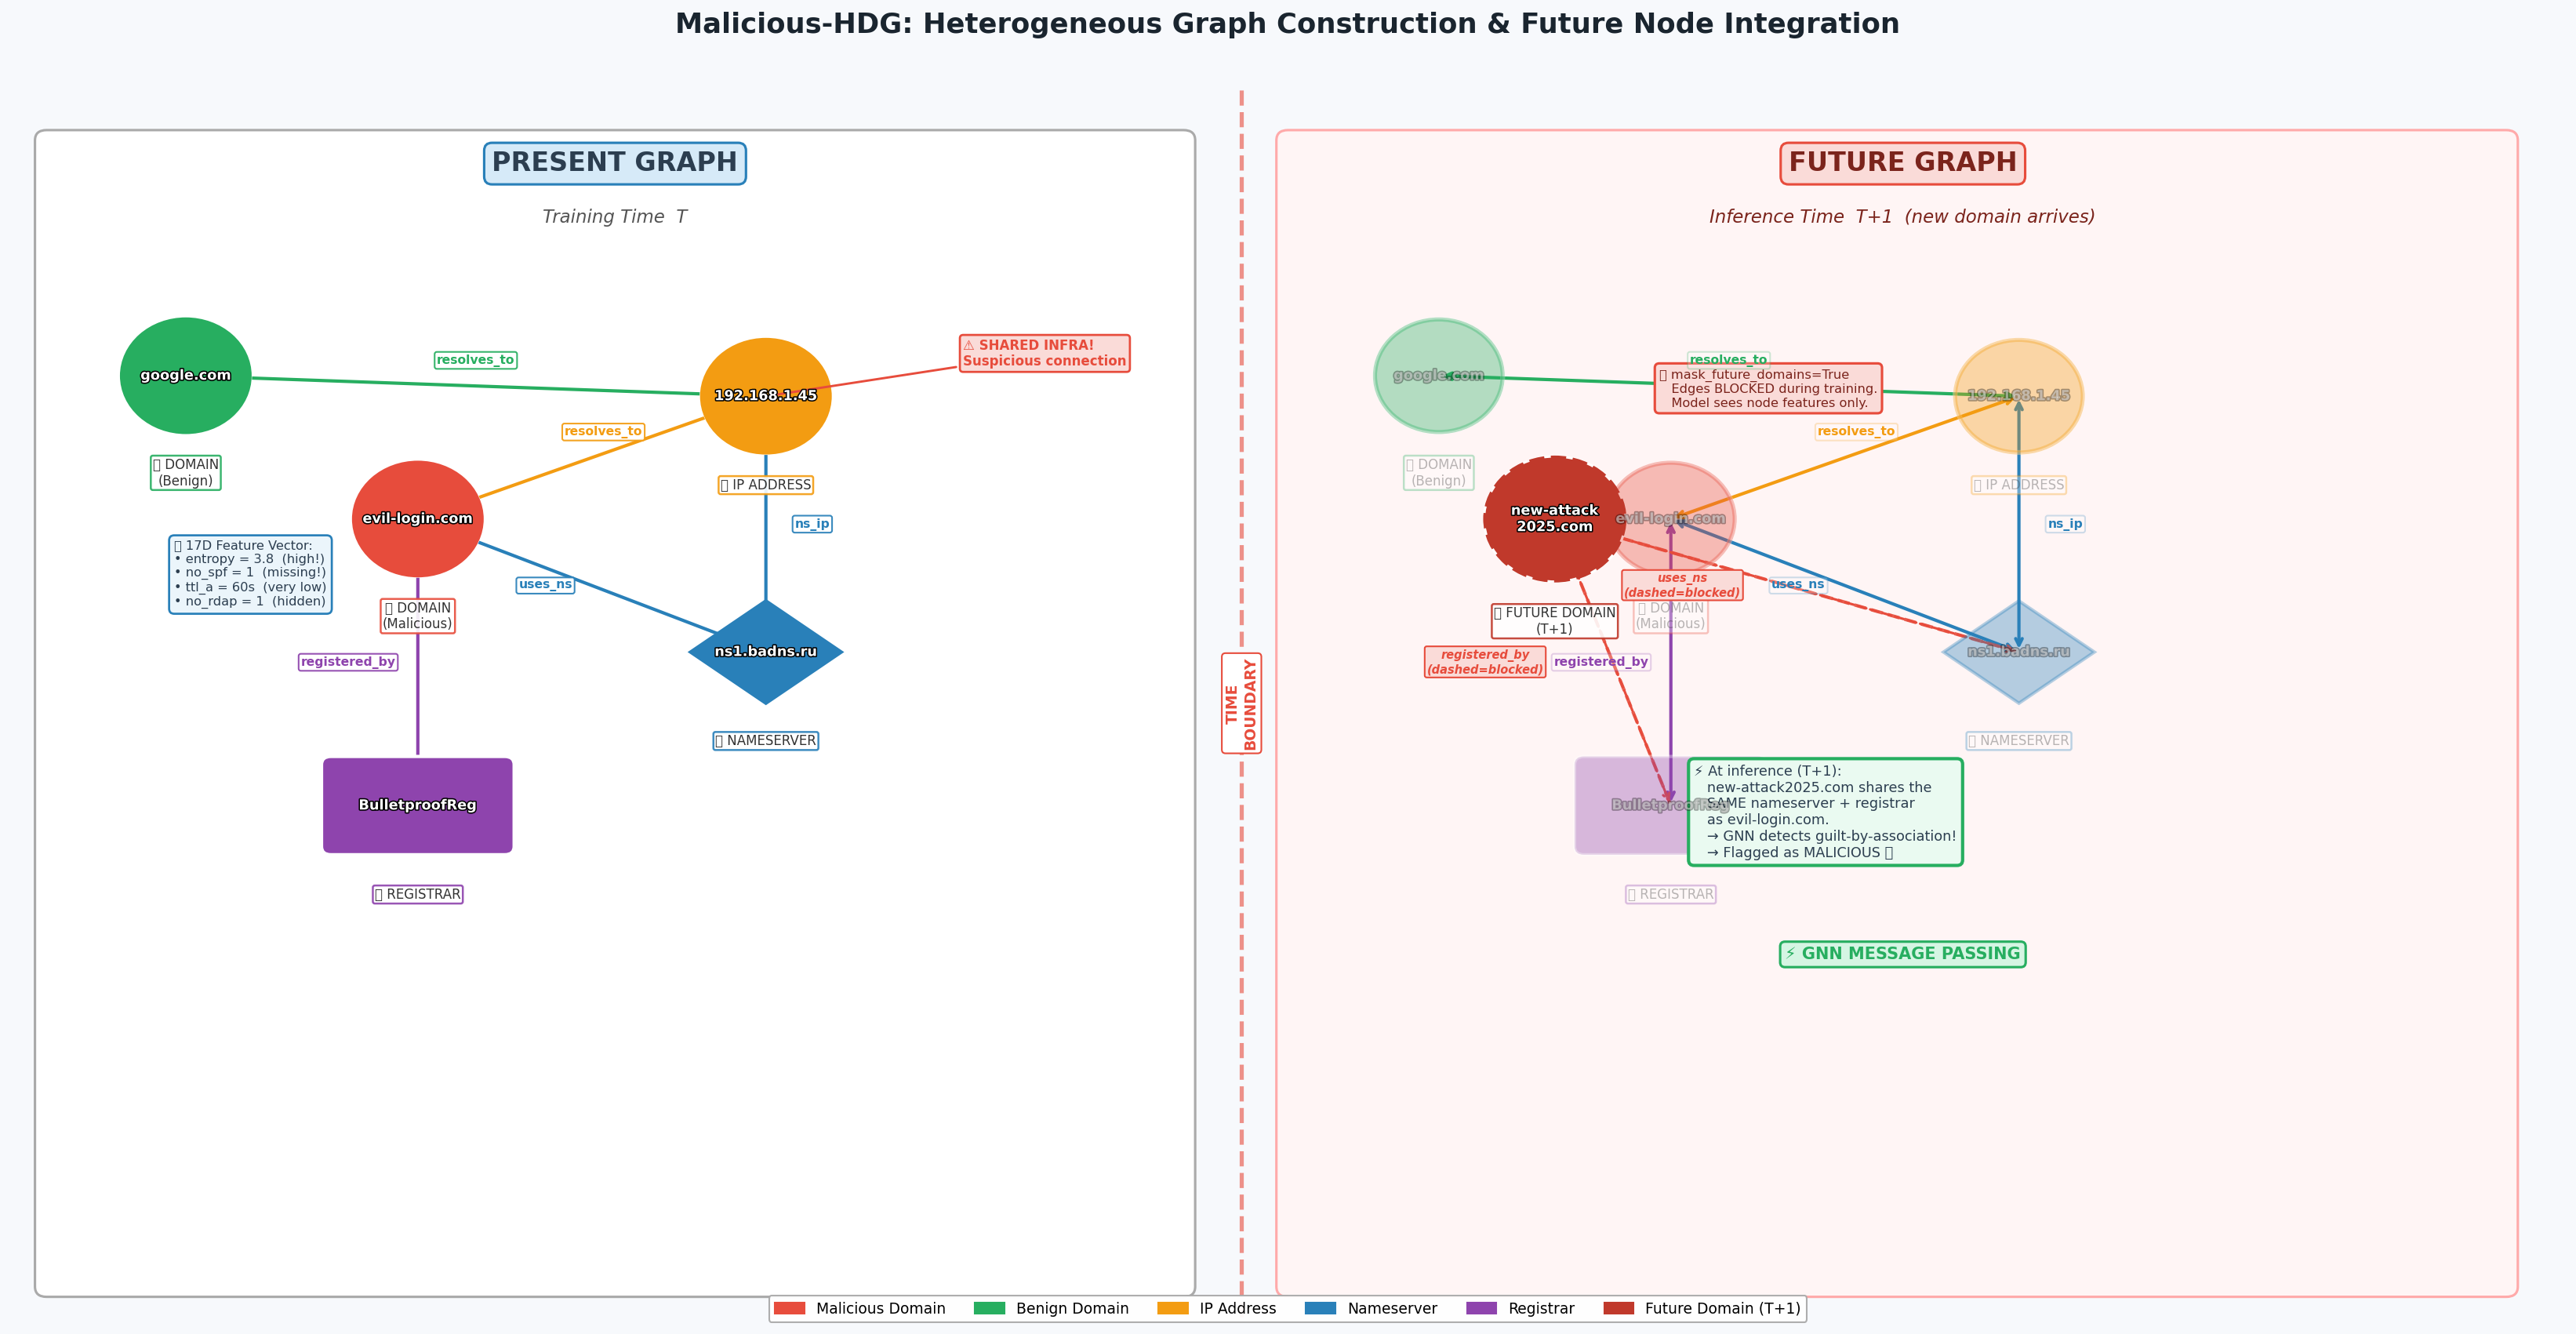 Malicious-HDG: Heterogeneous Graph Construction & Future Node Integration
PRESENT GRAPH
Training Time T
google.com
resolves_to
192.168.1.45
⚠ SHARED INFRA!
Suspicious connection
resolves_to
DOMAIN
(Benign)
IP ADDRESS
evil-login.com
ns_ip
17D Feature Vector:
• entropy = 3.8 (high!)
• no_spf = 1 (missing!)
• ttl_a = 60s (very low)
• no_rdap = 1 (hidden)
uses_ns
DOMAIN
(Malicious)
registered_by
ns1.badns.ru
NAMESERVER
BulletproofReg
REGISTRAR
TIME
BOUNDARY
FUTURE GRAPH
Inference Time T+1 (new domain arrives)
google.com
resolves_to
mask_future_domains=True
Edges BLOCKED during training.
Model sees node features only.
192.168.1.45
resolves_to
DOMAIN
(Benign)
IP ADDRESS
new-attack
2025.com
evil-login.com
ns_ip
uses_ns
(dashed=blocked)
uses_ns
FUTURE DOMAIN
(T+1)
DOMAIN
(Malicious)
registered_by
(dashed=blocked)
registered_by
ns1.badns.ru
NAMESERVER
BulletproofReg
⚡ At inference (T+1):
new-attack2025.com shares the
SAME nameserver + registrar
as evil-login.com.
→ GNN detects guilt-by-association!
→ Flagged as MALICIOUS
REGISTRAR
⚡ GNN MESSAGE PASSING
Malicious Domain
Benign Domain
IP Address
Nameserver
Registrar
Future Domain (T+1)